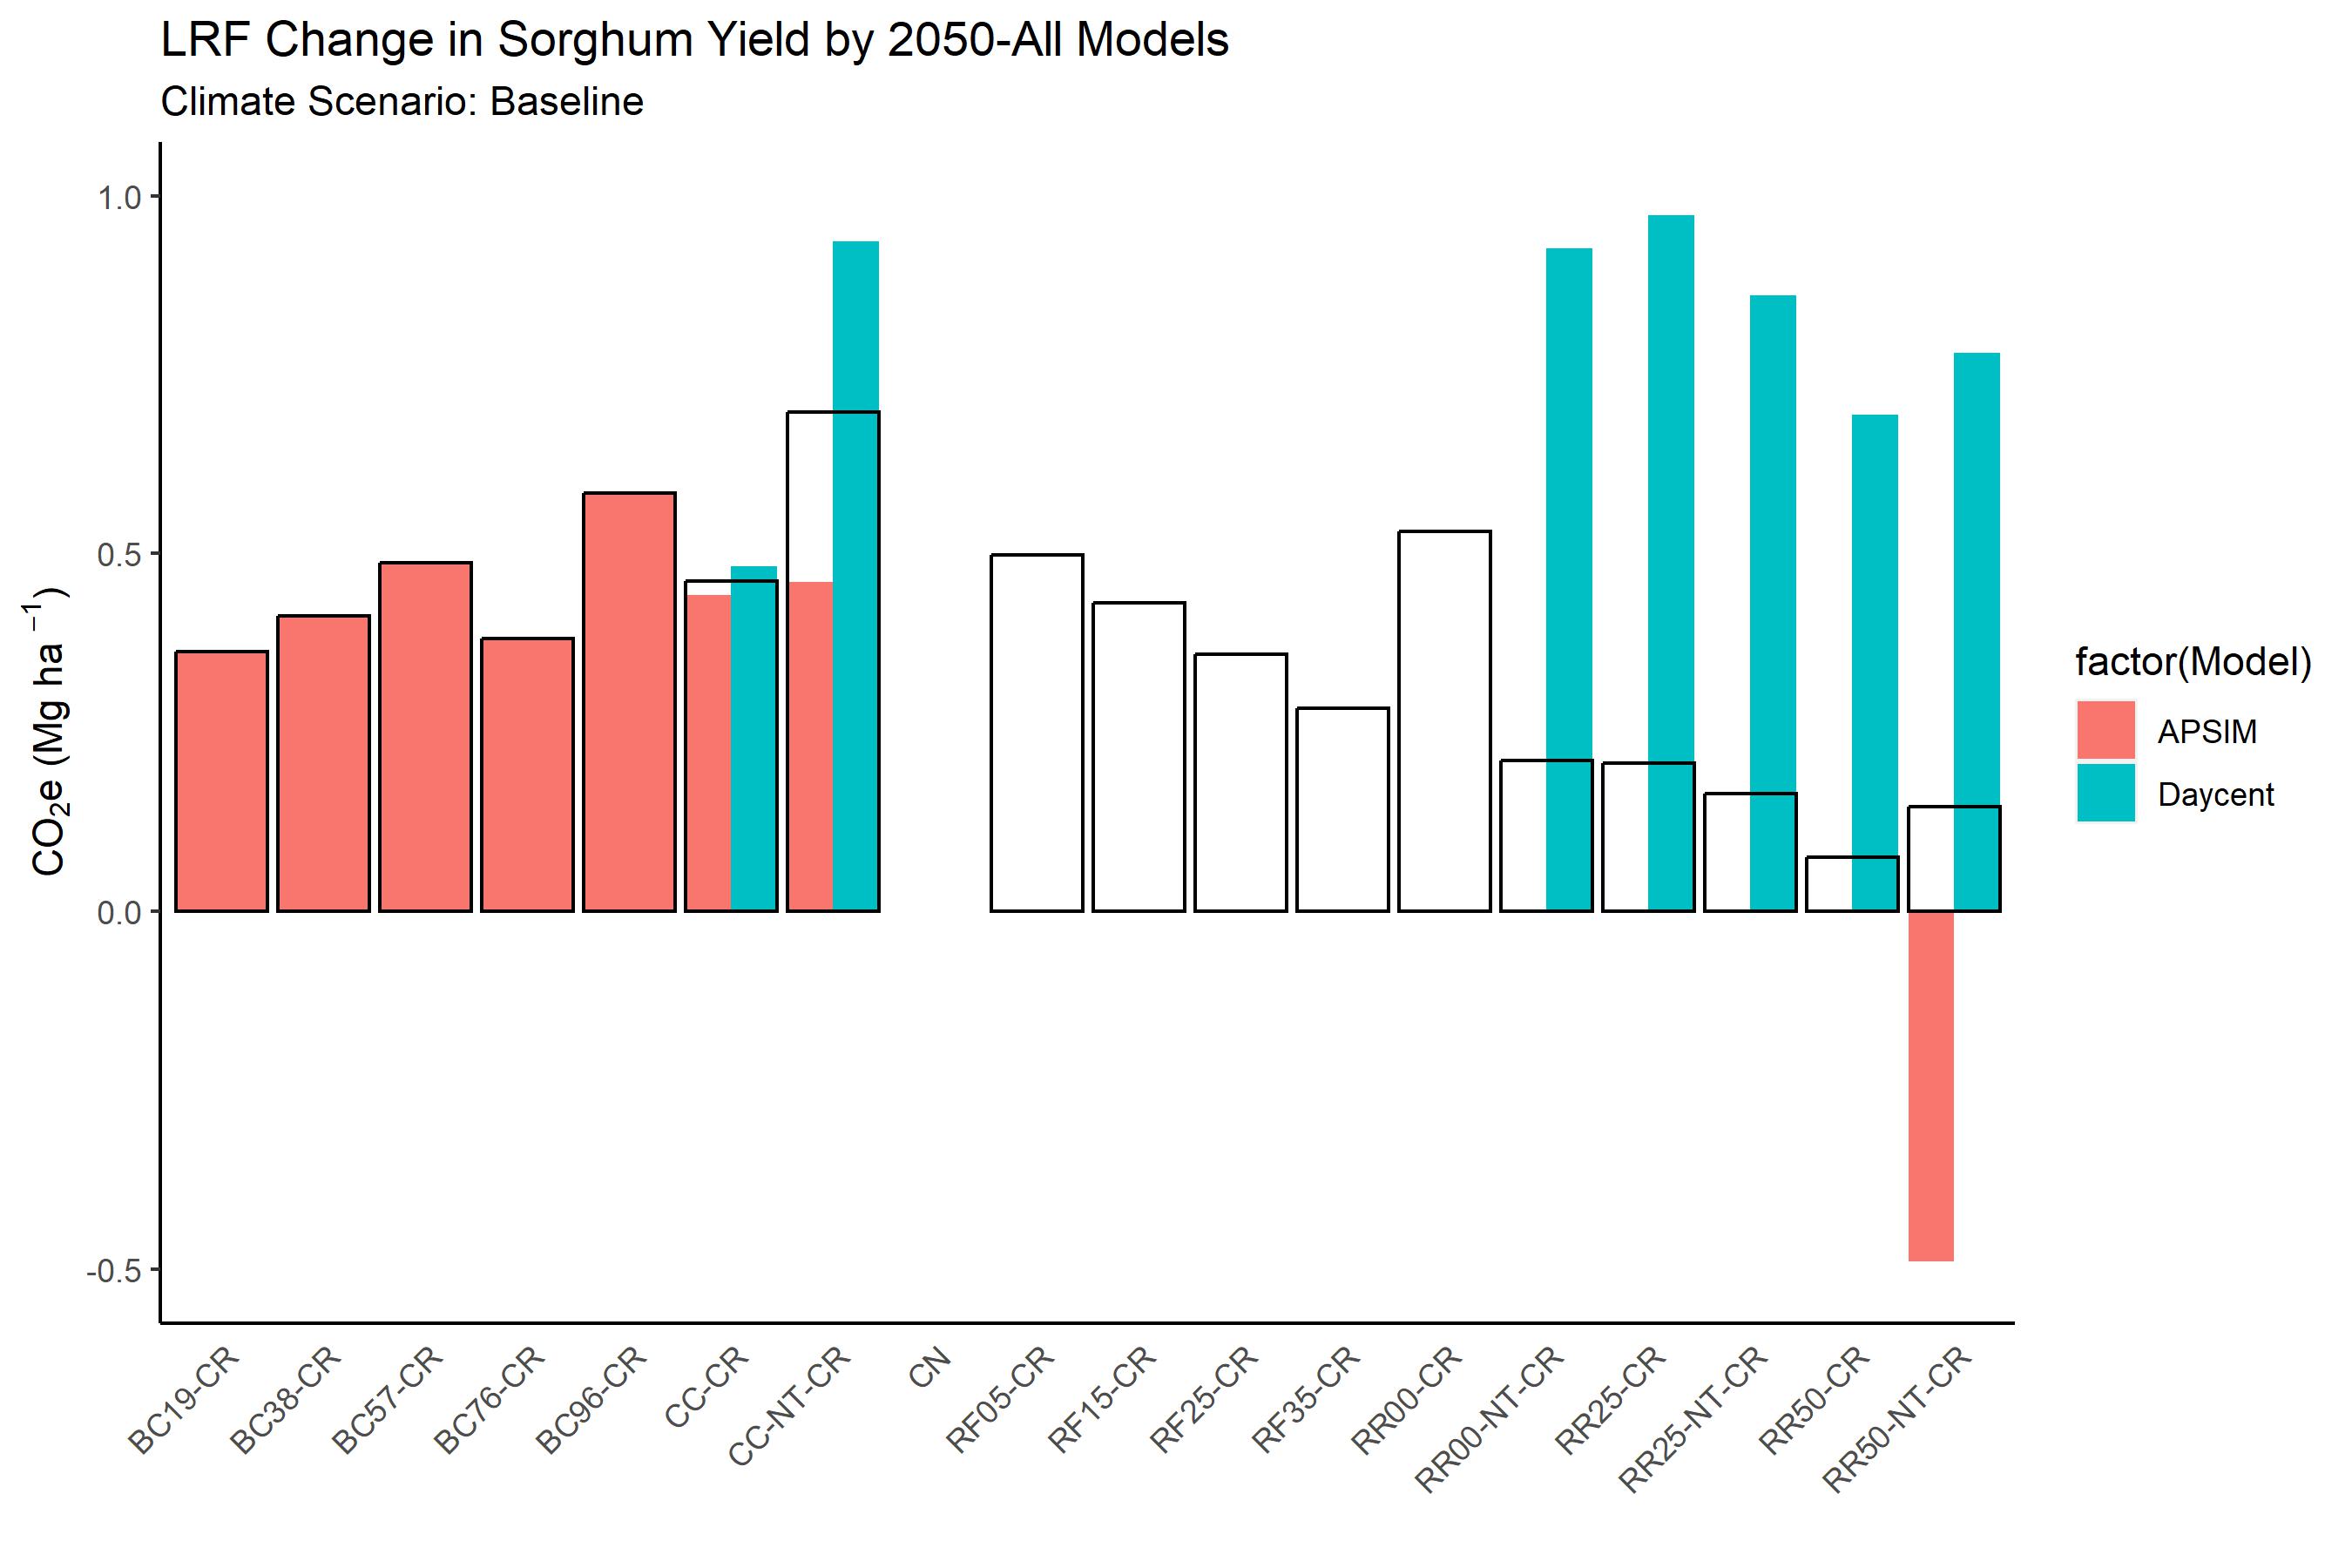 LRF Change in Sorghum Yield by 2050-All Models
Climate Scenario: Baseline
CO₂e (Mg ha ⁻¹)
1.0
0.5
0.0
-0.5
BC19-CR
BC38-CR
BC57-CR
BC76-CR
BC96-CR
CC-CR
CC-NT-CR
CN
RF05-CR
RF15-CR
RF25-CR
RF35-CR
RR00-CR
RR00-NT-CR
RR25-CR
RR25-NT-CR
RR50-CR
RR50-NT-CR
factor(Model)
APSIM
Daycent